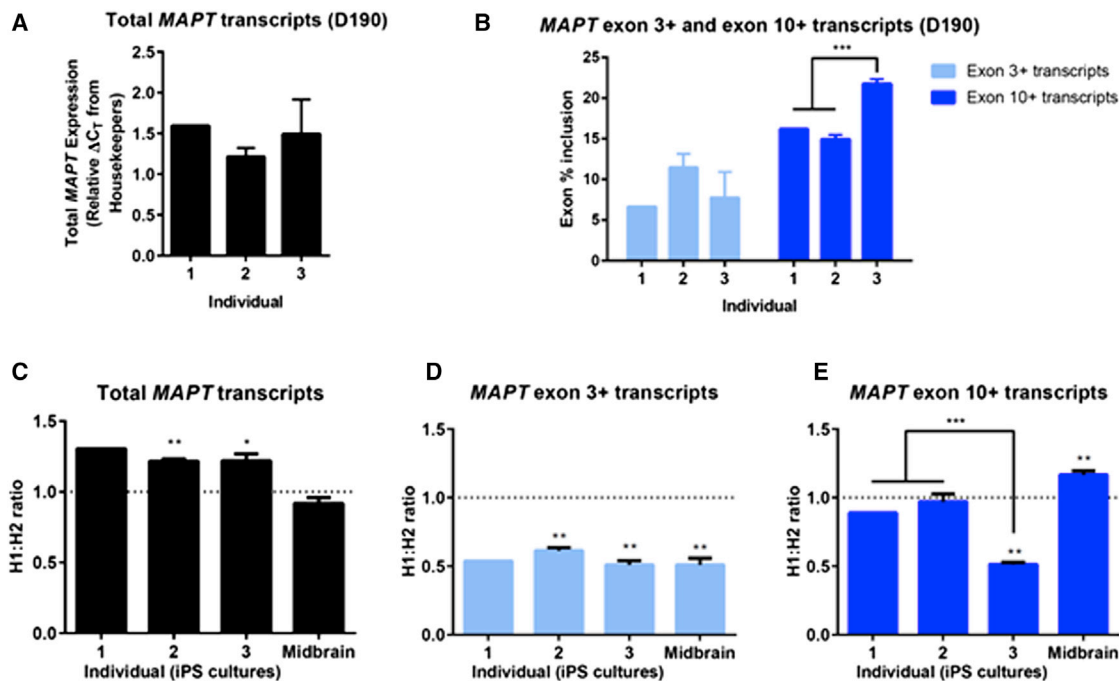 A
Total MAPT transcripts (D190)
Total MAPT Expression
(Relative ΔCT from
Housekeepers)
2.5
2.0
1.5
1.0
0.5
0.0
1 2 3
Individual
B
MAPT exon 3+ and exon 10+ transcripts (D190)
***
Exon 3+ transcripts
Exon 10+ transcripts
Exon % inclusion
25
20
15
10
5
0
1 2 3 1 2 3
Individual
C
Total MAPT transcripts
H1:H2 ratio
1.5
1.0
0.5
0.0
** *
1 2 3 Midbrain
Individual (iPS cultures)
D
MAPT exon 3+ transcripts
H1:H2 ratio
1.5
1.0
0.5
0.0
** ** **
1 2 3 Midbrain
Individual (iPS cultures)
E
MAPT exon 10+ transcripts
H1:H2 ratio
1.5
1.0
0.5
0.0
***
**
**
1 2 3 Midbrain
Individual (iPS cultures)